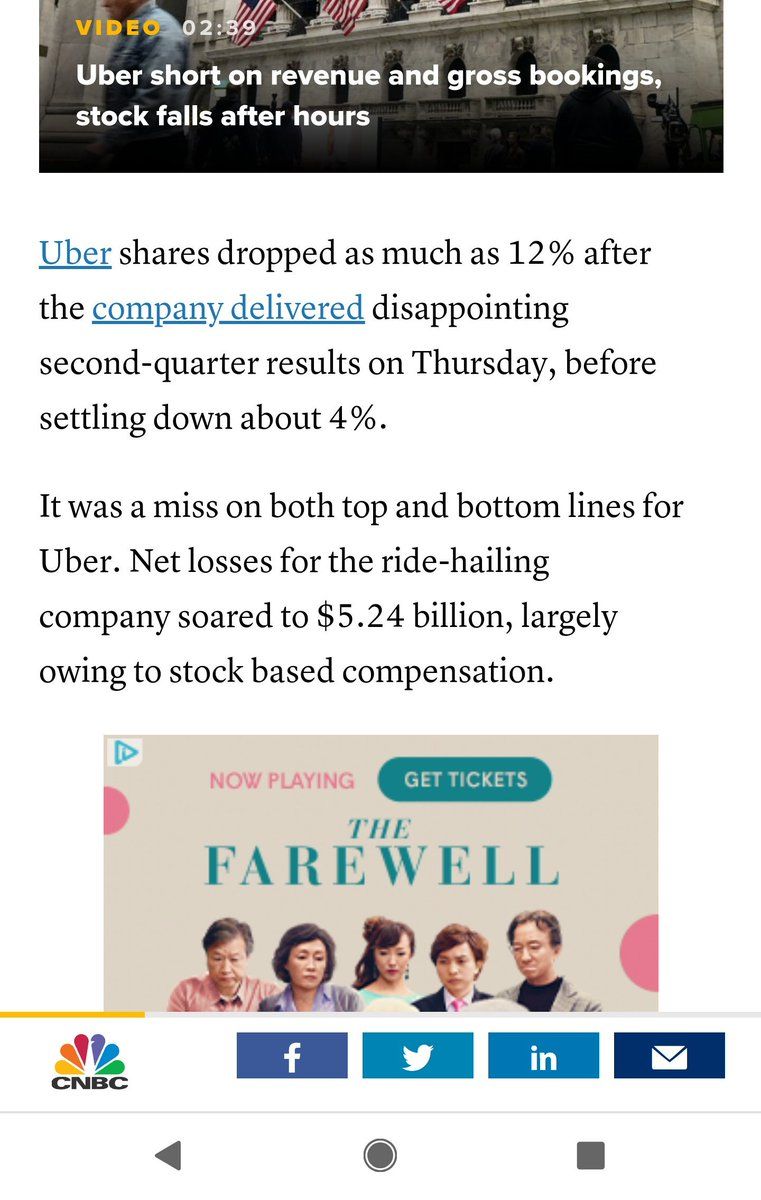 VIDEO 02:39
Uber short on revenue and gross bookings,
stock falls after hours
Uber shares dropped as much as 12% after
the company delivered disappointing
second-quarter results on Thursday, before
settling down about 4%.
It was a miss on both top and bottom lines for
Uber. Net losses for the ride-hailing
company soared to $5.24 billion, largely
owing to stock based compensation.
NOW PLAYING GET TICKETS
THE
FAREWELL
CNBC
f in